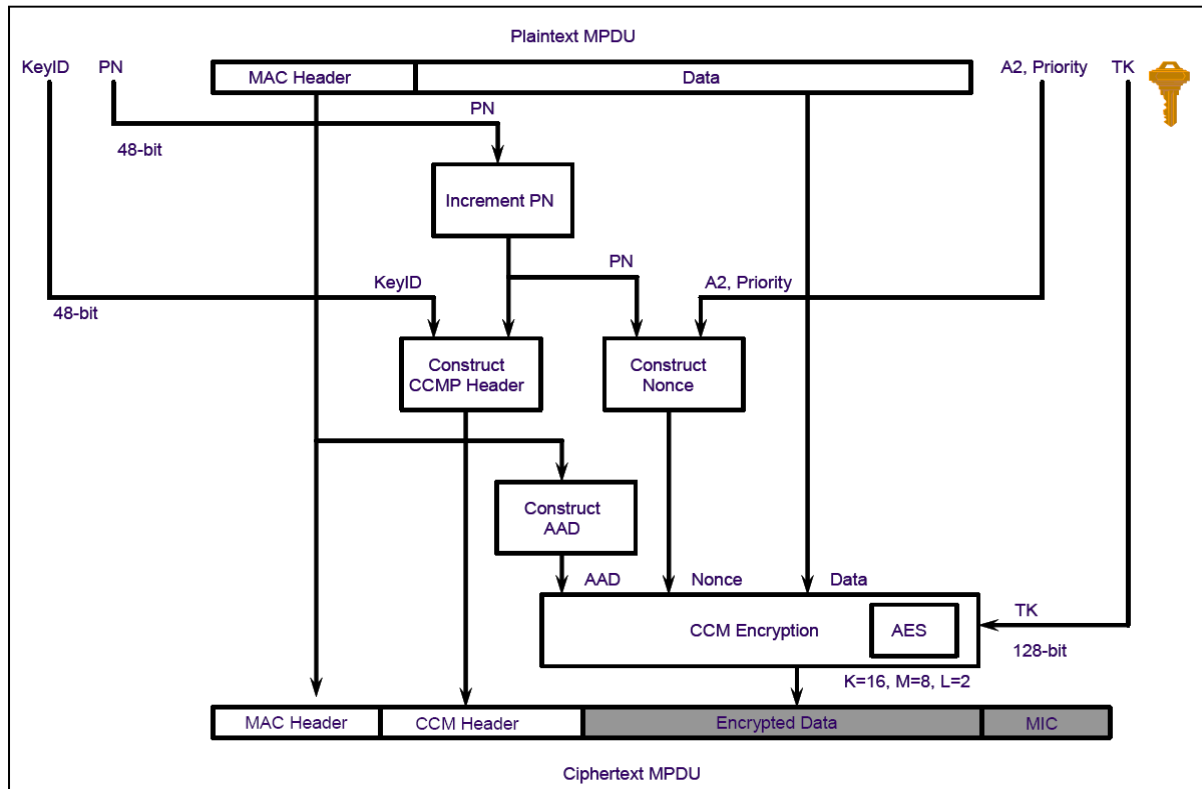 Plaintext MPDU
KeyID
PN
MAC Header
Data
A2, Priority
TK
PN
48-bit
Increment PN
PN
KeyID
A2, Priority
48-bit
Construct
CCMP Header
Construct
Nonce
Construct
AAD
AAD
Nonce
Data
CCM Encryption
AES
TK
128-bit
K=16, M=8, L=2
MAC Header
CCM Header
Encrypted Data
MIC
Ciphertext MPDU